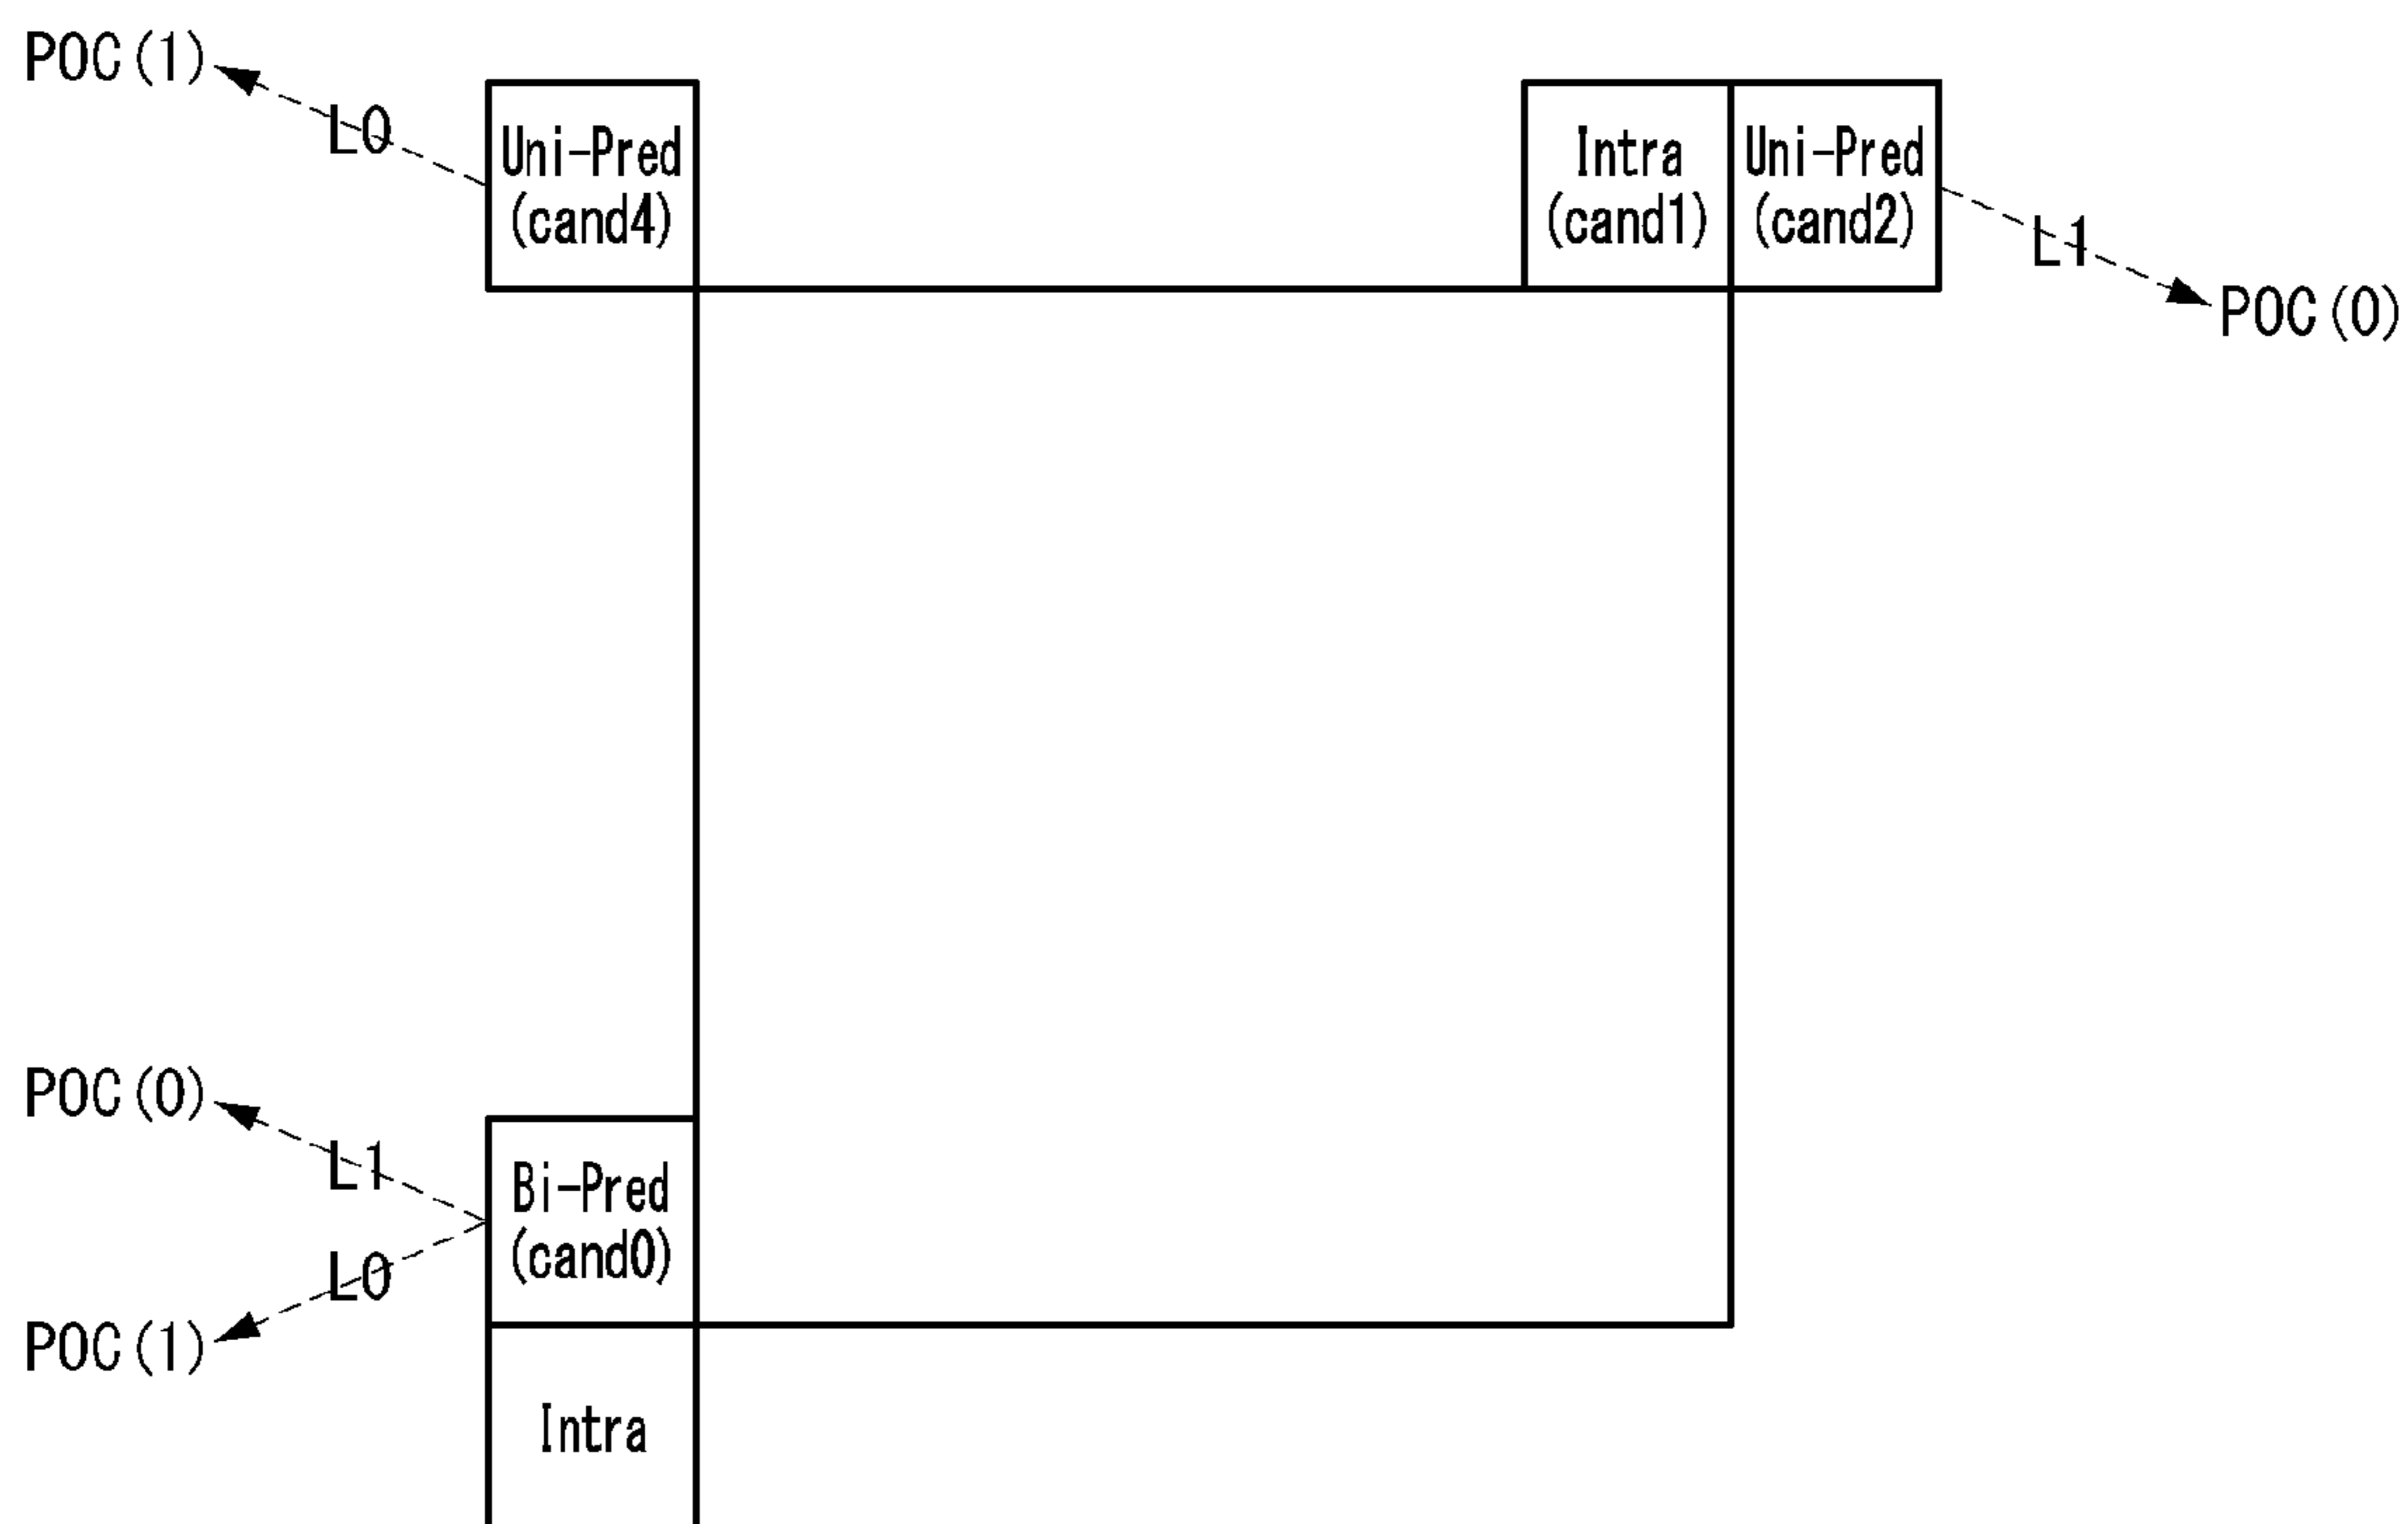 POC(1)
L0
Uni-Pred
(cand4)
Intra
(cand1)
Uni-Pred
(cand2)
L1
POC(0)
POC(0)
L1
Bi-Pred
(cand0)
L0
POC(1)
Intra